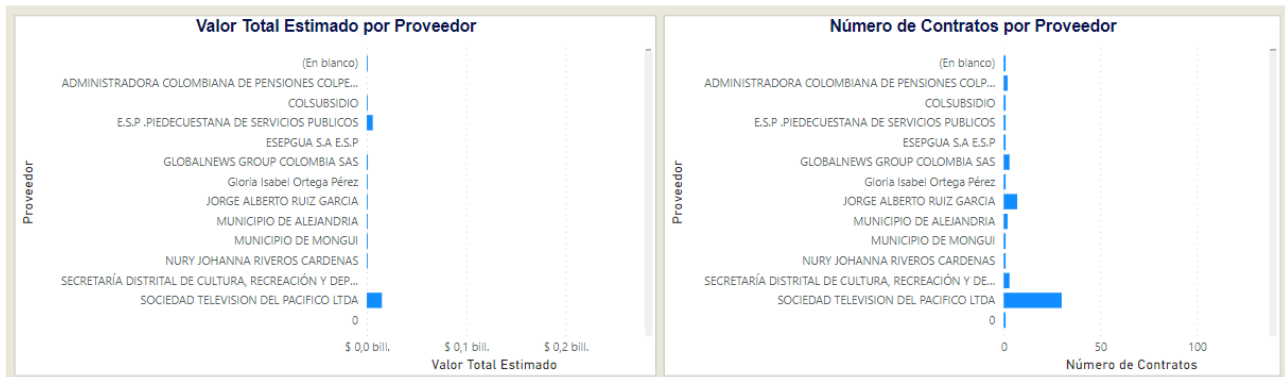 Valor Total Estimado por Proveedor
(En blanco)
ADMINISTRADORA COLOMBIANA DE PENSIONES COLPE...
COLSUBSIDIO
E.S.P .PIEDECUESTANA DE SERVICIOS PUBLICOS
ESEPGUA S.A E.S.P
GLOBALNEWS GROUP COLOMBIA SAS
Gloria Isabel Ortega Pérez
JORGE ALBERTO RUIZ GARCIA
MUNICIPIO DE ALEJANDRIA
MUNICIPIO DE MONGUI
NURY JOHANNA RIVEROS CARDENAS
SECRETARÍA DISTRITAL DE CULTURA, RECREACIÓN Y DEP...
SOCIEDAD TELEVISION DEL PACIFICO LTDA
0
Proveedor
$ 0,0 bill.
$ 0,1 bill.
$ 0,2 bill.
Valor Total Estimado
Número de Contratos por Proveedor
(En blanco)
ADMINISTRADORA COLOMBIANA DE PENSIONES COLP...
COLSUBSIDIO
E.S.P .PIEDECUESTANA DE SERVICIOS PUBLICOS
ESEPGUA S.A E.S.P
GLOBALNEWS GROUP COLOMBIA SAS
Gloria Isabel Ortega Pérez
JORGE ALBERTO RUIZ GARCIA
MUNICIPIO DE ALEJANDRIA
MUNICIPIO DE MONGUI
NURY JOHANNA RIVEROS CARDENAS
SECRETARÍA DISTRITAL DE CULTURA, RECREACIÓN Y DE...
SOCIEDAD TELEVISION DEL PACIFICO LTDA
0
Proveedor
0
50
100
Número de Contratos